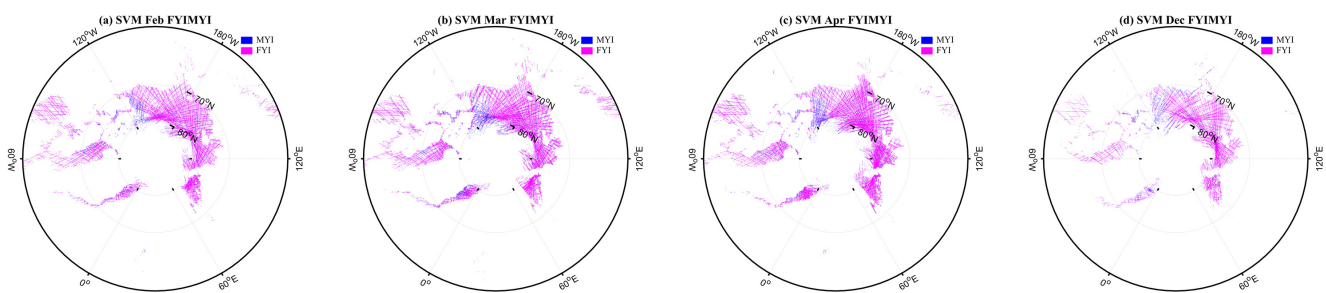 (a) SVM Feb FYIMYI
MYI
FYI
120°W
180°W
70°N
80°N
60°W
120°E
0°
60°E
(b) SVM Mar FYIMYI
MYI
FYI
120°W
180°W
70°N
80°N
60°W
120°E
0°
60°E
(c) SVM Apr FYIMYI
MYI
FYI
120°W
180°W
70°N
80°N
60°W
120°E
0°
60°E
(d) SVM Dec FYIMYI
MYI
FYI
120°W
180°W
70°N
80°N
60°W
120°E
0°
60°E